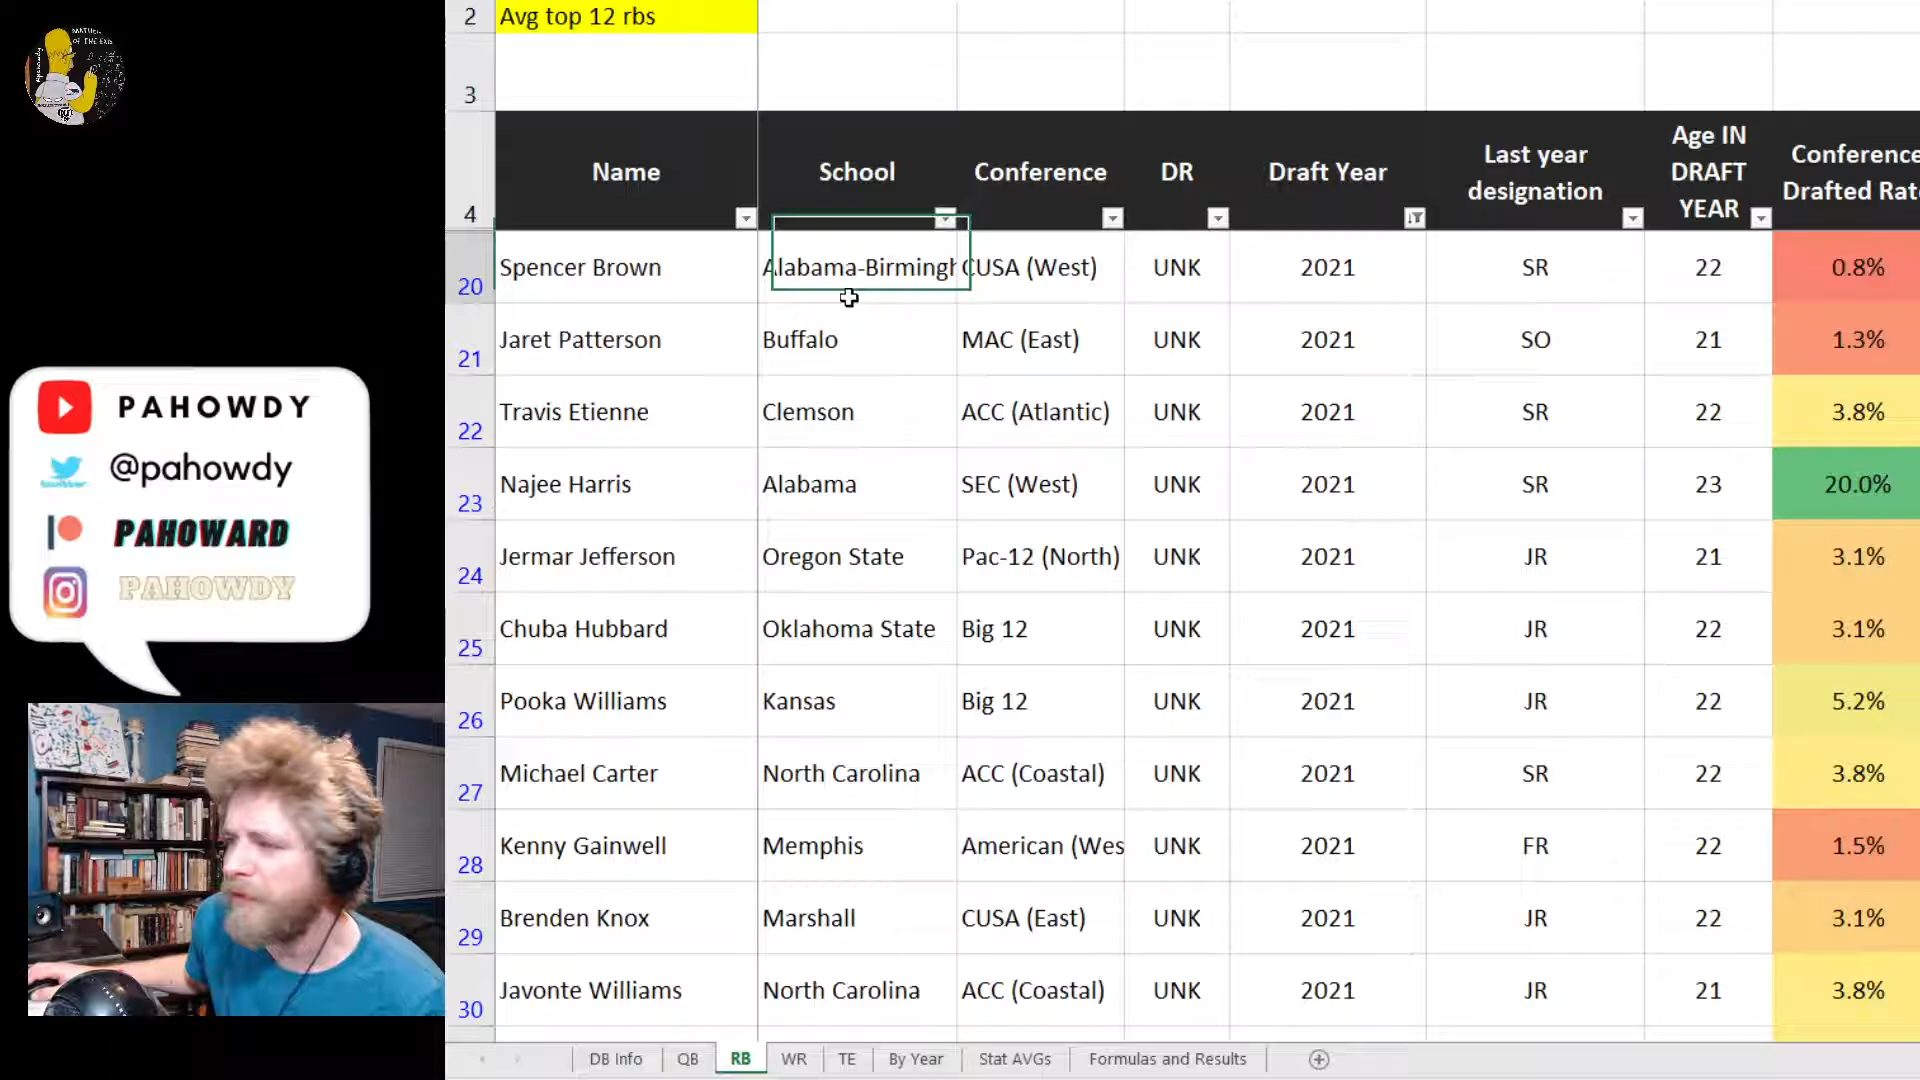 BROTHER
OF THE EXD
@pahowdy
PAHOWDY
@pahowdy
PAHOWARD
PAHOWDY
2 Avg top 12 rbs
3
4 Name School Conference DR Draft Year Last year designation Age IN DRAFT YEAR Conference Drafted Rat
20 Spencer Brown Alabama-Birmingh CUSA (West) UNK 2021 SR 22 0.8%
21 Jaret Patterson Buffalo MAC (East) UNK 2021 SO 21 1.3%
22 Travis Etienne Clemson ACC (Atlantic) UNK 2021 SR 22 3.8%
23 Najee Harris Alabama SEC (West) UNK 2021 SR 23 20.0%
24 Jermar Jefferson Oregon State Pac-12 (North) UNK 2021 JR 21 3.1%
25 Chuba Hubbard Oklahoma State Big 12 UNK 2021 JR 22 3.1%
26 Pooka Williams Kansas Big 12 UNK 2021 JR 22 5.2%
27 Michael Carter North Carolina ACC (Coastal) UNK 2021 SR 22 3.8%
28 Kenny Gainwell Memphis American (Wes UNK 2021 FR 22 1.5%
29 Brenden Knox Marshall CUSA (East) UNK 2021 JR 22 3.1%
30 Javonte Williams North Carolina ACC (Coastal) UNK 2021 JR 21 3.8%
DB Info QB RB WR TE By Year Stat AVGs Formulas and Results